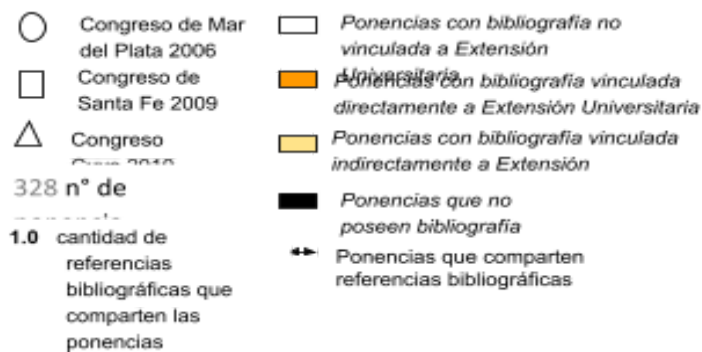 Congreso de Mar
del Plata 2006
Congreso de
Santa Fe 2009
Congreso
328 n° de
1.0 cantidad de
referencias
bibliográficas que
comparten las
ponencias
Ponencias con bibliografía no
vinculada a Extensión
Universitaria
Ponencias con bibliografía vinculada
directamente a Extensión Universitaria
Ponencias con bibliografía vinculada
indirectamente a Extensión
Ponencias que no
poseen bibliografía
Ponencias que comparten
referencias bibliográficas